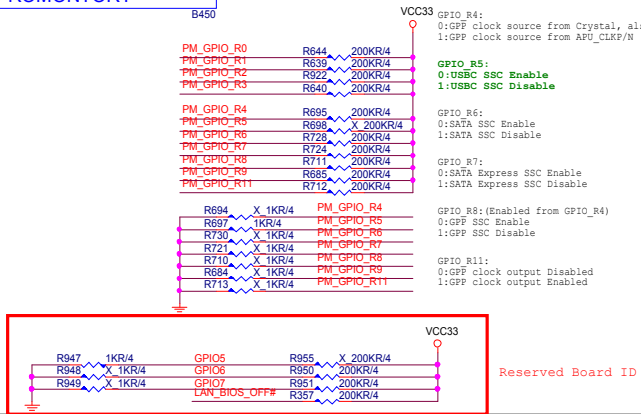 B450
VCC33
PM_GPIO_R0 R644 200KR/4
PM_GPIO_R1 R639 200KR/4
PM_GPIO_R2 R922 200KR/4
PM_GPIO_R3 R640 200KR/4
PM_GPIO_R4 R695 200KR/4
PM_GPIO_R5 R698 X_200KR/4
PM_GPIO_R6 R728 200KR/4
PM_GPIO_R7 R724 200KR/4
PM_GPIO_R8 R711 200KR/4
PM_GPIO_R9 R685 200KR/4
PM_GPIO_R11 R712 200KR/4
R694 X_1KR/4 PM_GPIO_R4
R697 1KR/4 PM_GPIO_R5
R730 X_1KR/4 PM_GPIO_R6
R721 X_1KR/4 PM_GPIO_R7
R710 X_1KR/4 PM_GPIO_R8
R684 X_1KR/4 PM_GPIO_R9
R713 X_1KR/4 PM_GPIO_R11
GPIO_R4:
0:GPP clock source from Crystal,
1:GPP clock source from APU_CLKP/N
GPIO_R5:
0:USBC SSC Enable
1:USBC SSC Disable
GPIO_R6:
0:SATA SSC Enable
1:SATA SSC Disable
GPIO_R7:
0:SATA Express SSC Enable
1:SATA Express SSC Disable
GPIO_R8:(Enabled from GPIO_R4)
0:GPP SSC Enable
1:GPP SSC Disable
GPIO_R11:
0:GPP clock output Disabled
1:GPP clock output Enabled
VCC33
R947 1KR/4 GPIO5 R955 X_200KR/4
R948 X_1KR/4 GPIO6 R950 200KR/4
R949 X_1KR/4 GPIO7 R951 200KR/4
LAN_BIOS_OFF# R357 200KR/4
Reserved Board ID